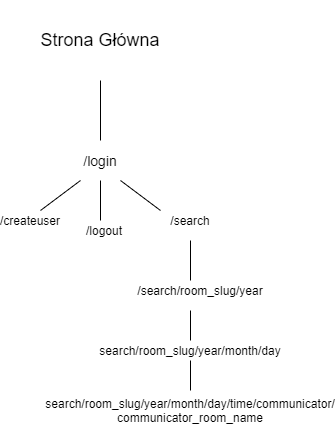 Strona Główna
/login
/createuser
/logout
/search
/search/room_slug/year
search/room_slug/year/month/day
search/room_slug/year/month/day/time/communicator/
communicator_room_name